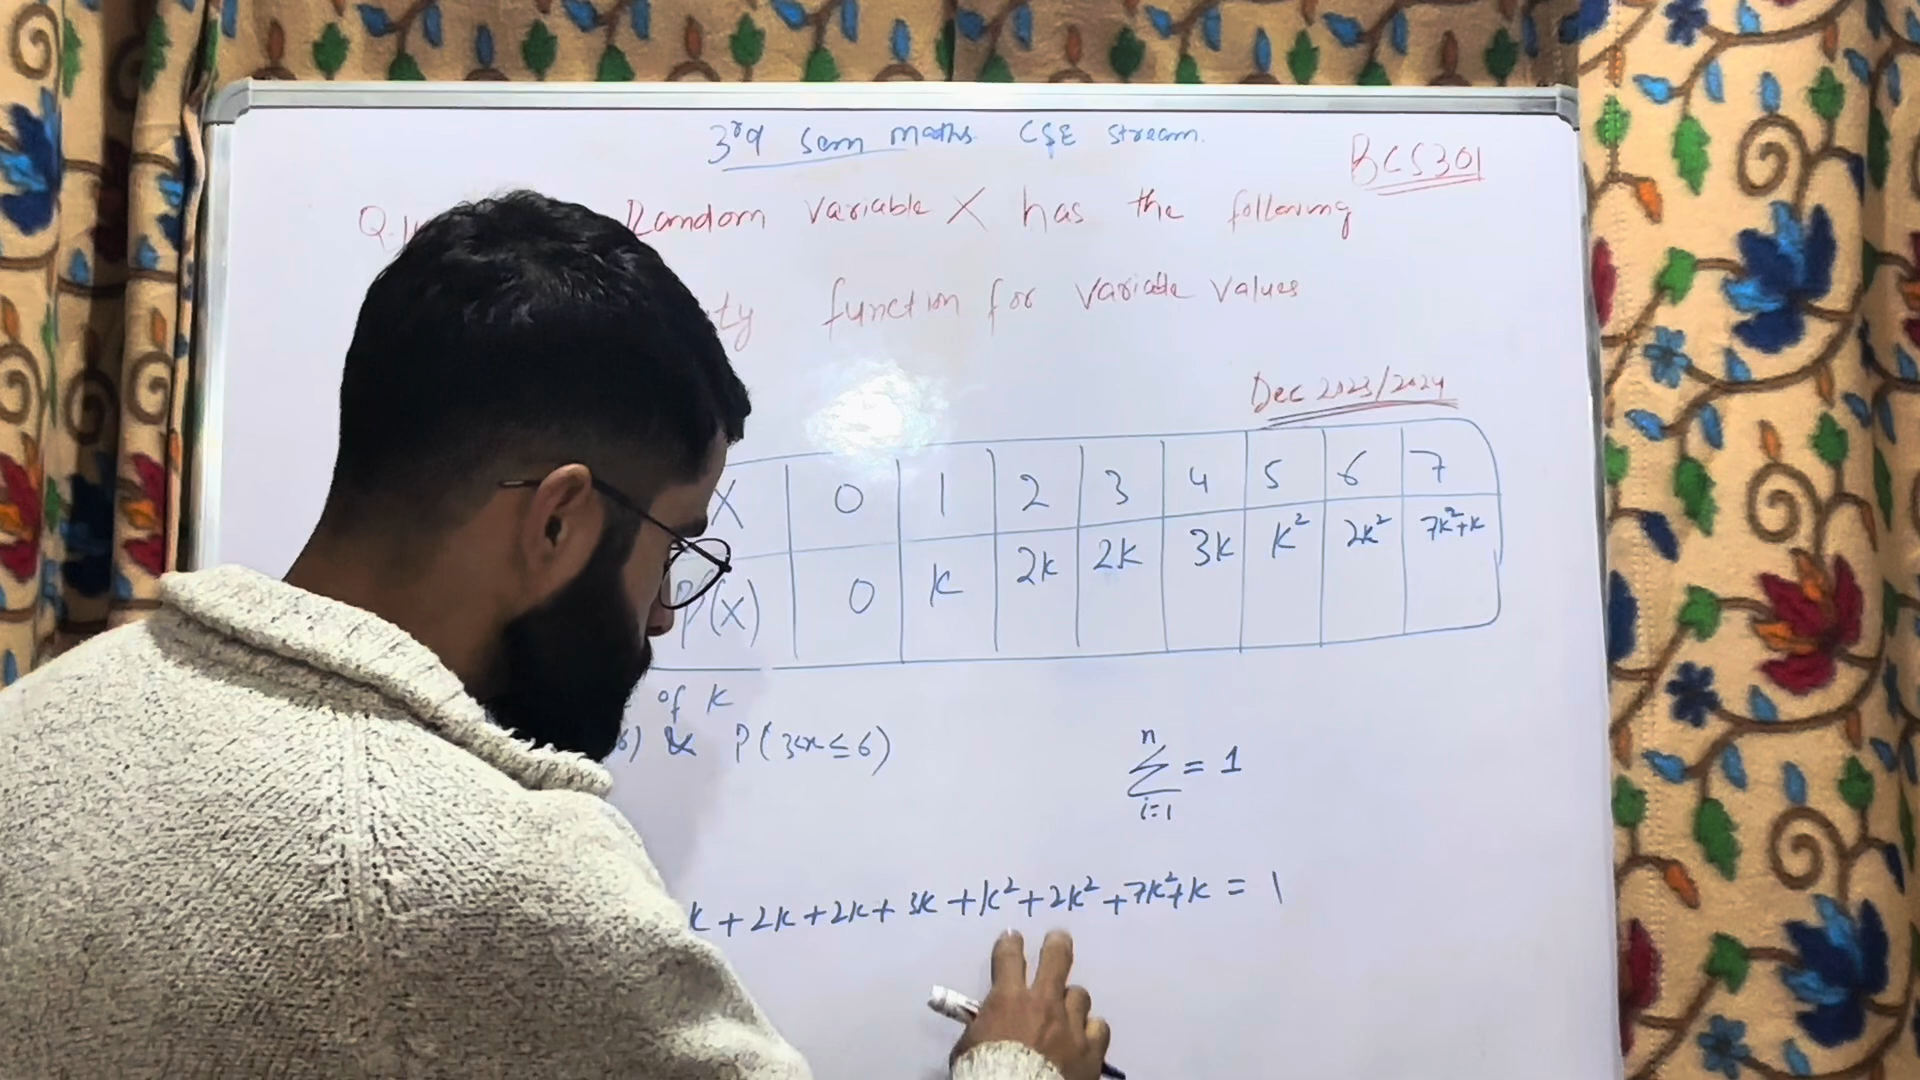 3rd Sem Maths CSE Stream.
BCS301
Random variable X has the following
function for variable values
Dec 2023/2024
X 0 1 2 3 4 5 6 7
P(X) 0 k 2k 2k 3k k² 2k² 7k²+k
of k
6) & P(3<x≤6)
n
Σ = 1
i=1
k + 2k + 2k + 3k + k² + 2k² + 7k²+k = 1